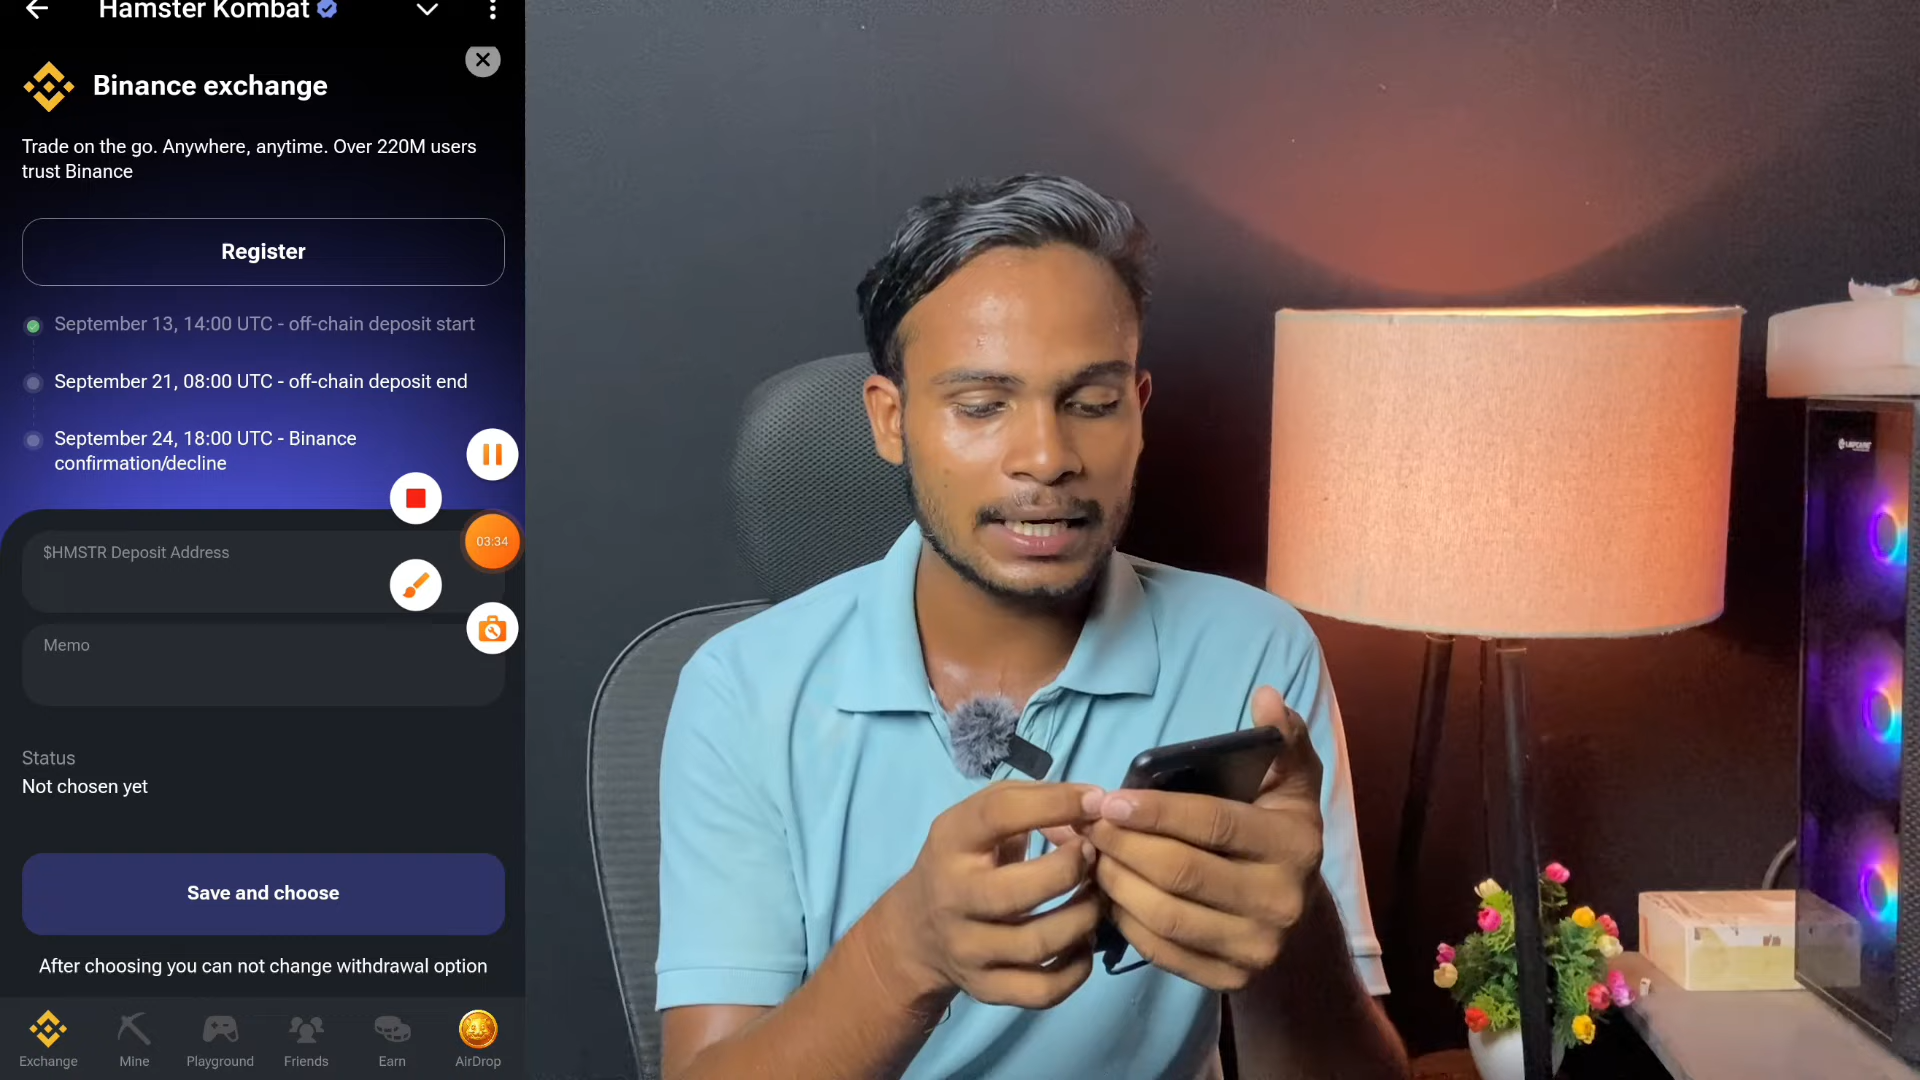 Hamster Kombat
Binance exchange
Trade on the go. Anywhere, anytime. Over 220M users
trust Binance
Register
September 13, 14:00 UTC - off-chain deposit start
September 21, 08:00 UTC - off-chain deposit end
September 24, 18:00 UTC - Binance
confirmation/decline
03:34
$HMSTR Deposit Address
Memo
Status
Not chosen yet
Save and choose
After choosing you can not change withdrawal option
Exchange
Mine
Playground
Friends
Earn
AirDrop